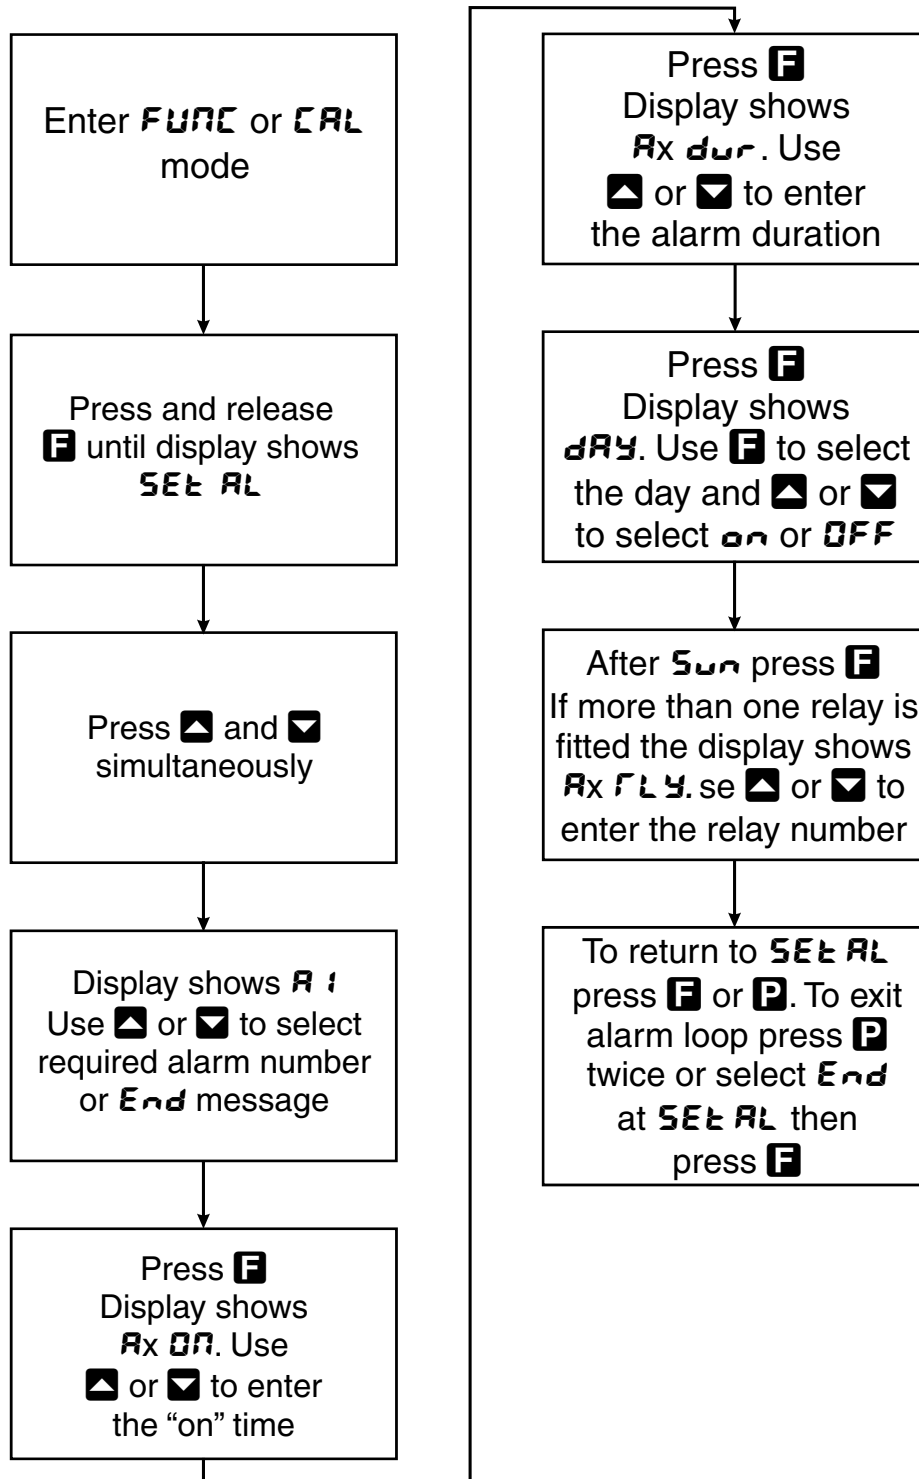 Enter FUNC or CAL
mode
Press and release
F until display shows
SEt AL
Press ▲ and ▼
simultaneously
Display shows A 1
Use ▲ or ▼ to select
required alarm number
or End message
Press F
Display shows
Ax ON. Use
▲ or ▼ to enter
the “on” time
Press F
Display shows
Ax dur. Use
▲ or ▼ to enter
the alarm duration
Press F
Display shows
dAY. Use F to select
the day and ▲ or ▼
to select on or OFF
After Sun press F
If more than one relay is
fitted the display shows
Ax rLY. se ▲ or ▼ to
enter the relay number
To return to SEt AL
press F or P. To exit
alarm loop press P
twice or select End
at SEt AL then
press F